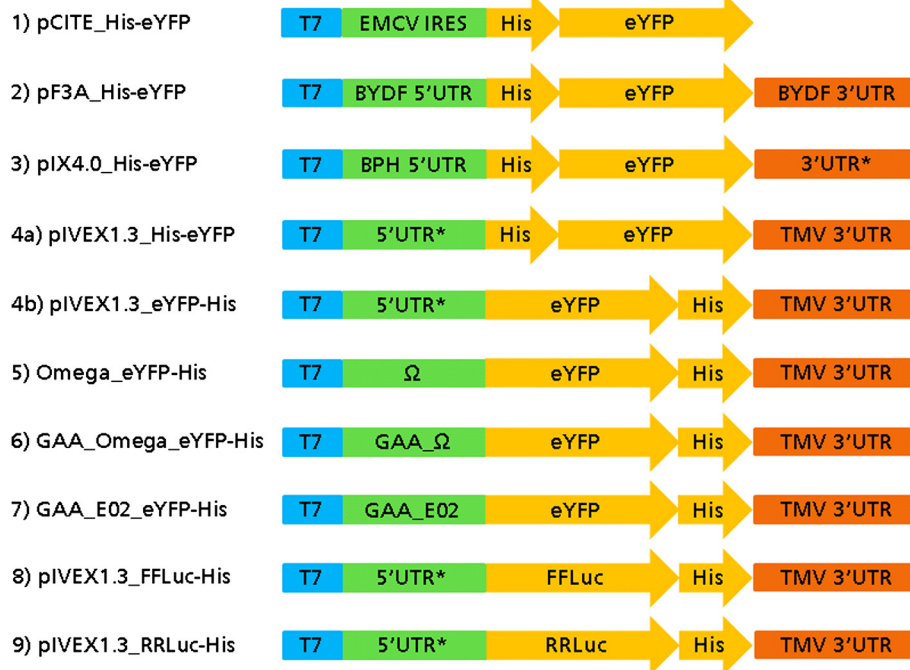 1) pCITE_His-eYFP T7 EMCV IRES His eYFP
2) pF3A_His-eYFP T7 BYDF 5'UTR His eYFP BYDF 3'UTR
3) pIX4.0_His-eYFP T7 BPH 5'UTR His eYFP 3'UTR*
4a) pIVEX1.3_His-eYFP T7 5'UTR* His eYFP TMV 3'UTR
4b) pIVEX1.3_eYFP-His T7 5'UTR* eYFP His TMV 3'UTR
5) Omega_eYFP-His T7 Ω eYFP His TMV 3'UTR
6) GAA_Omega_eYFP-His T7 GAA_Ω eYFP His TMV 3'UTR
7) GAA_E02_eYFP-His T7 GAA_E02 eYFP His TMV 3'UTR
8) pIVEX1.3_FFLuc-His T7 5'UTR* FFLuc His TMV 3'UTR
9) pIVEX1.3_RRLuc-His T7 5'UTR* RRLuc His TMV 3'UTR